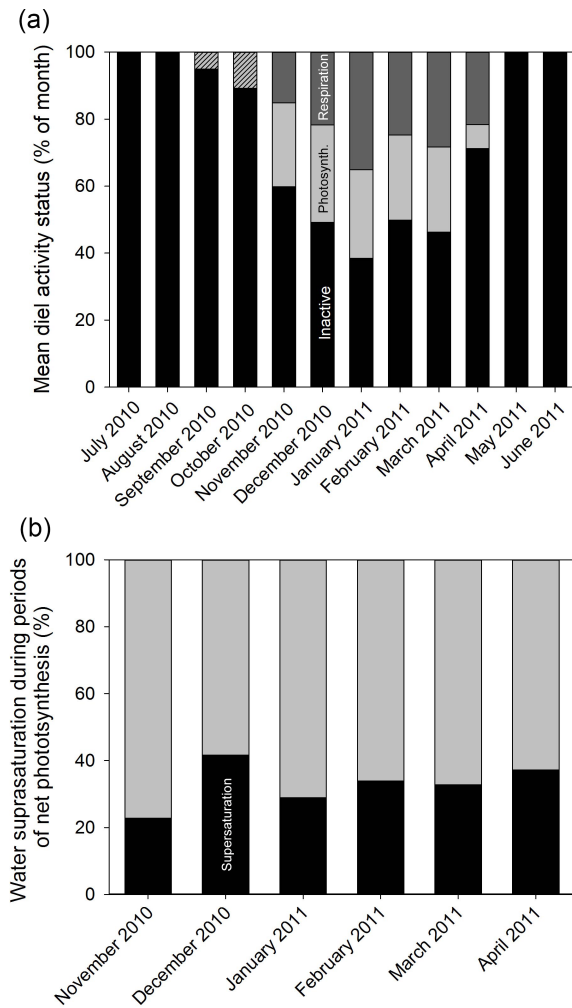 (a)
Mean diel activity status (% of month)
100
80
60
40
20
0
Respiration
Photosynth.
Inactive
July 2010
August 2010
September 2010
October 2010
November 2010
December 2010
January 2011
February 2011
March 2011
April 2011
May 2011
June 2011
(b)
Water suprasaturation during periods
of net phototsynthesis (%)
100
80
60
40
20
0
Supersaturation
November 2010
December 2010
January 2011
February 2011
March 2011
April 2011